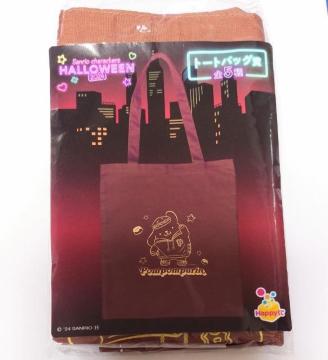 Sanrio characters
HALLOWEEN
2024
トートバッグ賞
全5種
Pompompurin
Happyくじ
© '24 SANRIO